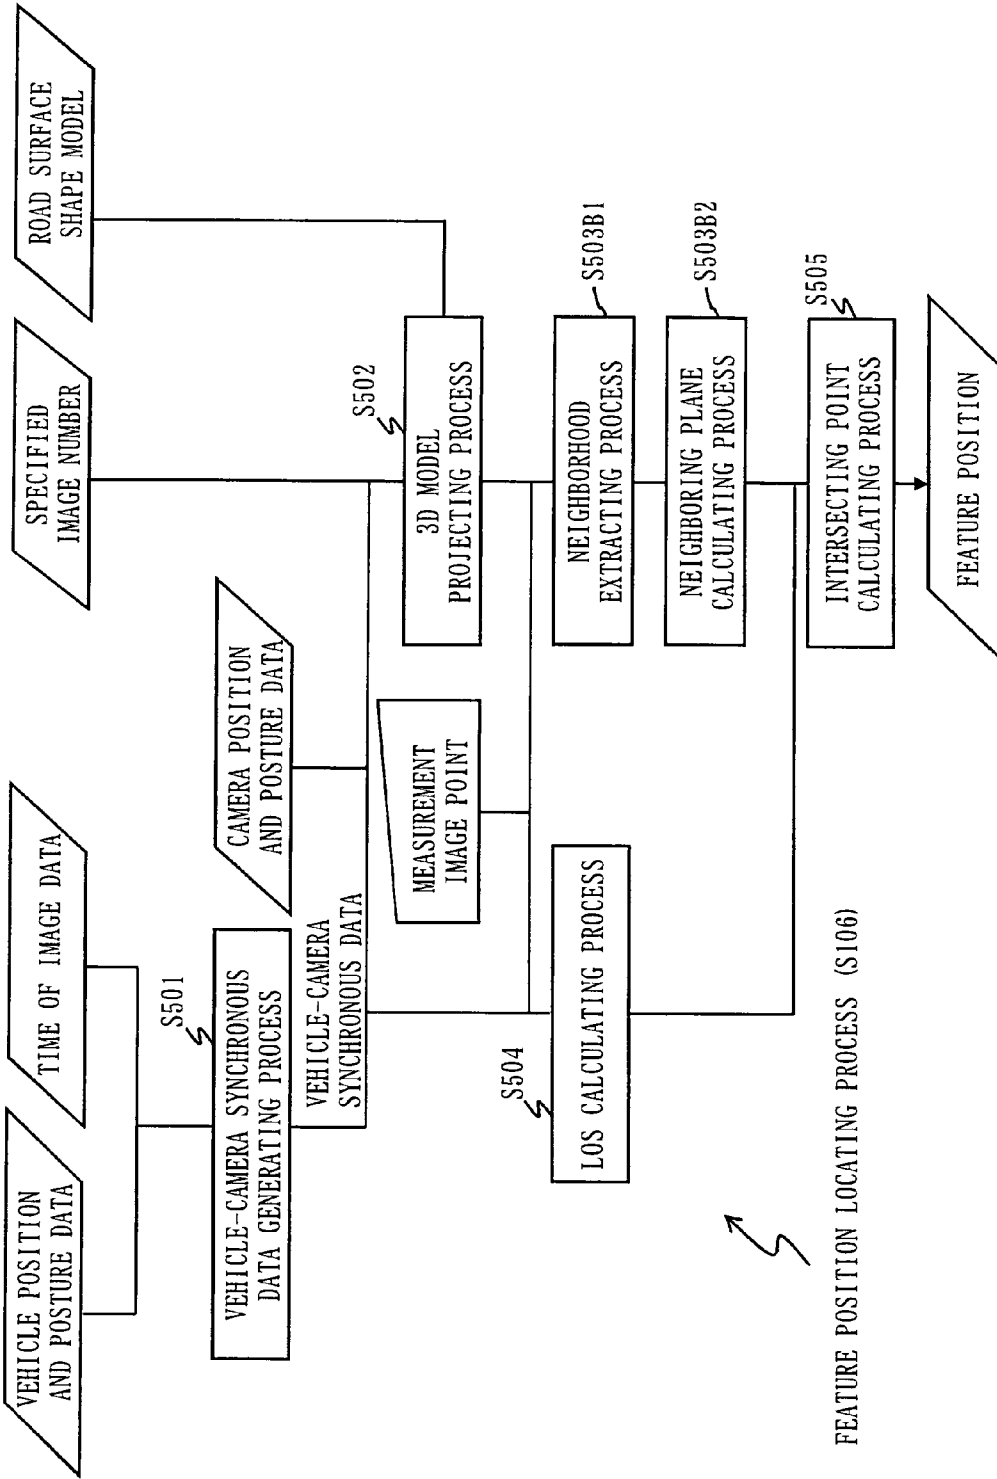 VEHICLE POSITION
AND POSTURE DATA
TIME OF IMAGE DATA
SPECIFIED
IMAGE NUMBER
ROAD SURFACE
SHAPE MODEL
S501
VEHICLE-CAMERA SYNCHRONOUS
DATA GENERATING PROCESS
CAMERA POSITION
AND POSTURE DATA
VEHICLE-CAMERA
SYNCHRONOUS DATA
S502
3D MODEL
PROJECTING PROCESS
MEASUREMENT
IMAGE POINT
S504
LOS CALCULATING PROCESS
NEIGHBORHOOD
EXTRACTING PROCESS
S503B1
NEIGHBORING PLANE
CALCULATING PROCESS
S503B2
S505
INTERSECTING POINT
CALCULATING PROCESS
FEATURE POSITION
FEATURE POSITION LOCATING PROCESS (S106)